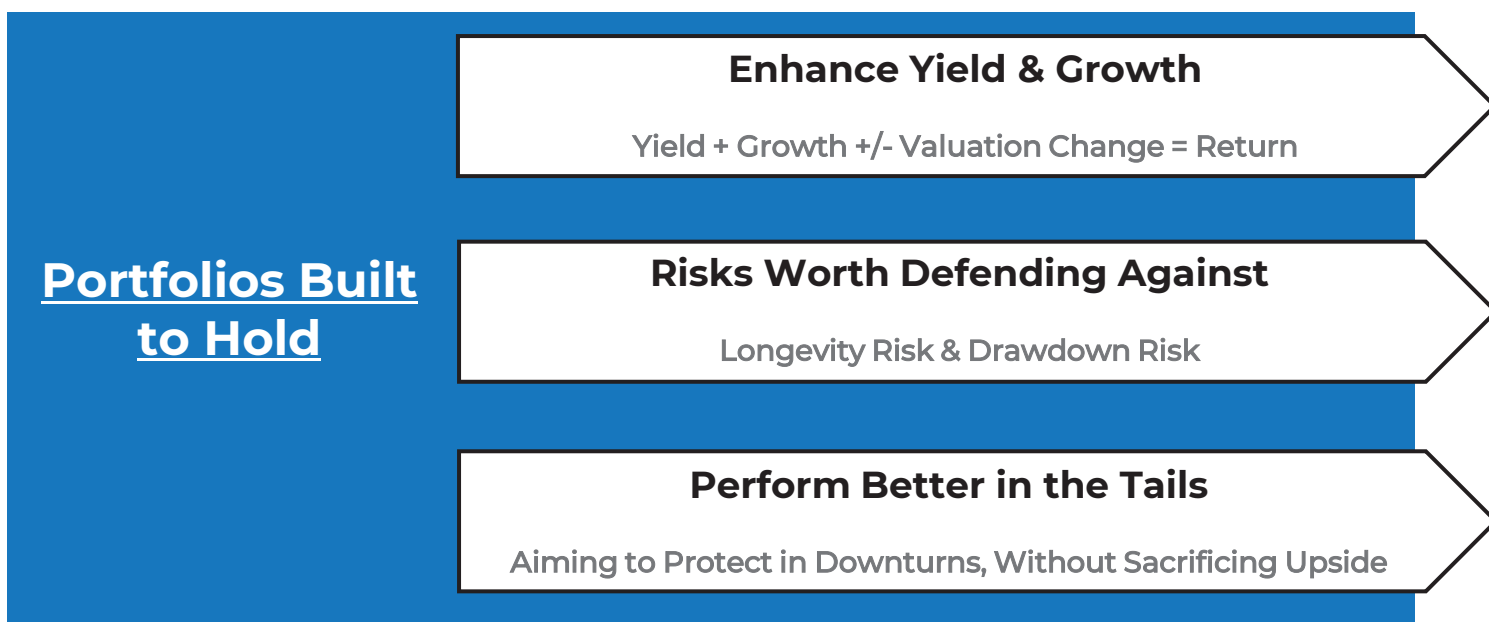 Portfolios Built
to Hold
Enhance Yield & Growth
Yield + Growth +/- Valuation Change = Return
Risks Worth Defending Against
Longevity Risk & Drawdown Risk
Perform Better in the Tails
Aiming to Protect in Downturns, Without Sacrificing Upside